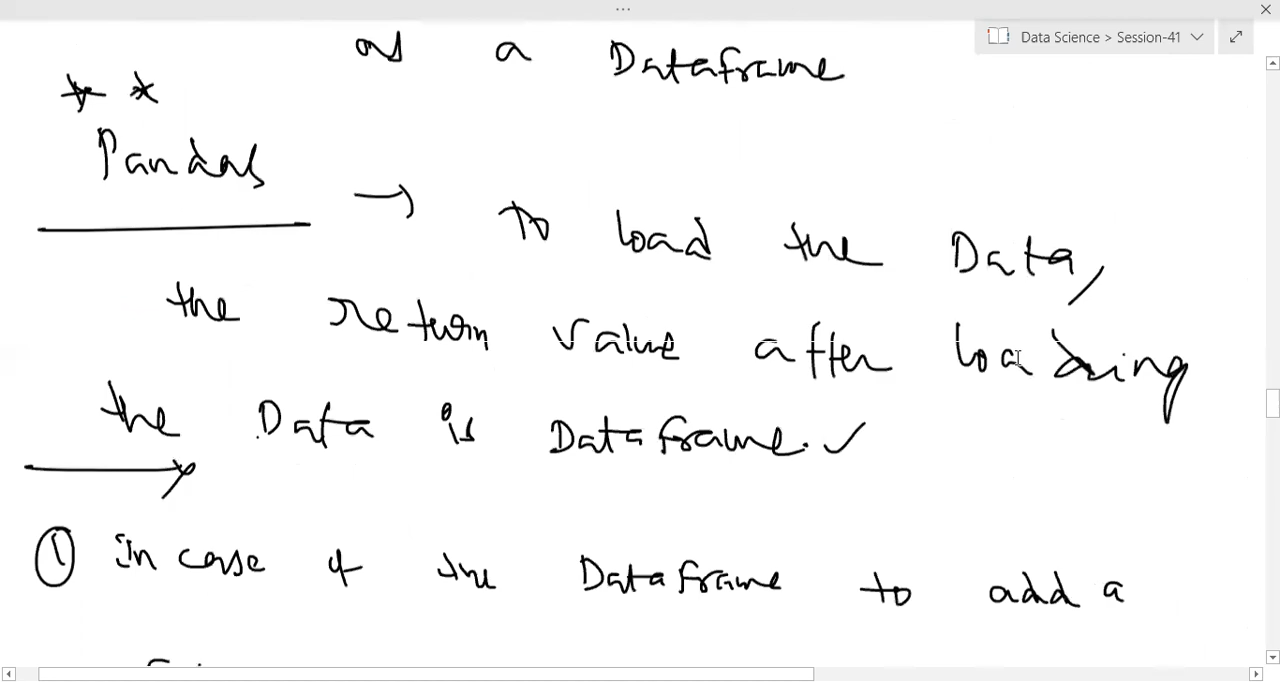 ...
Data Science > Session-41
as a Dataframe
* *
Pandas
→ to load the Data,
the return value after loading
the Data is Dataframe. ✓
① in case of the Dataframe to add a